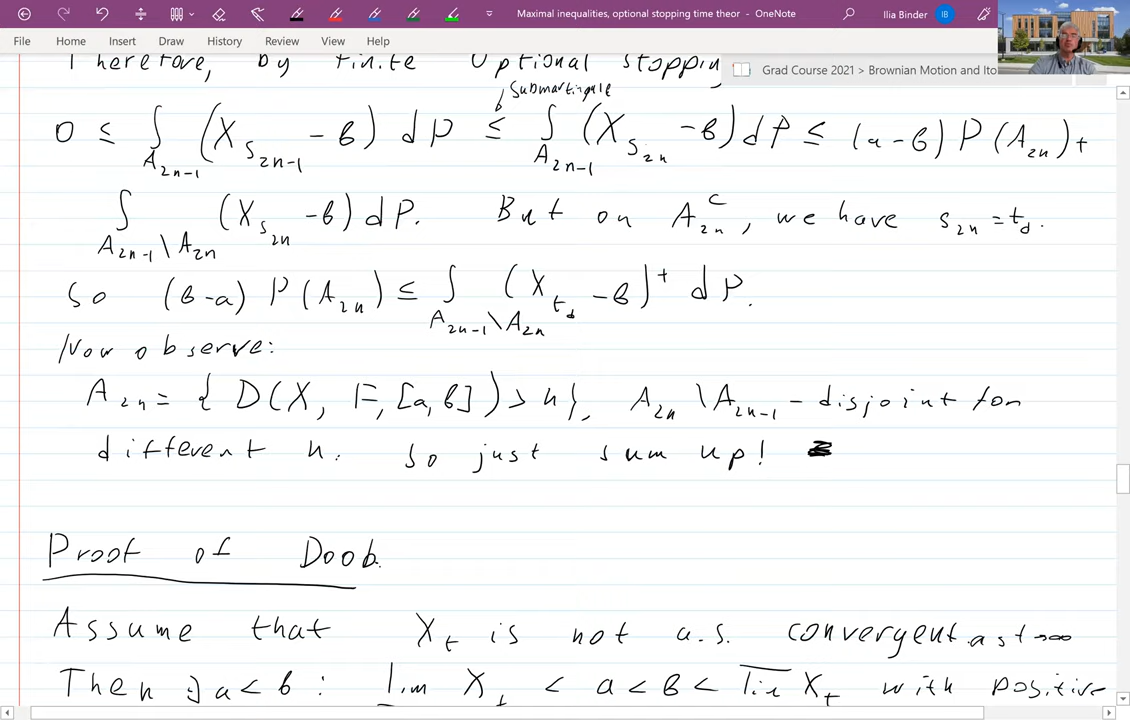 Maximal inequalities, optional stopping time theor - OneNote
Ilia Binder IB
File Home Insert Draw History Review View Help
Grad Course 2021 > Brownian Motion and Ito
Therefore, by finite Optional stoppin
Submartingale
0 ≤ ∫_{A_{2n-1}} (X_{S_{2n-1}} - b) dP ≤ ∫_{A_{2n-1}} (X_{S_{2n}} - b) dP ≤ (a-b) P(A_{2n}) +
∫_{A_{2n-1} \ A_{2n}} (X_{S_{2n}} - b) dP. But on A_{2n}^c, we have s_{2n} = t_d.
So (b-a) P(A_{2n}) ≤ ∫_{A_{2n-1} \ A_{2n}} (X_{t_d} - b)^+ dP.
Now observe:
A_{2n} = { D(X, F, [a, b]) > n }, A_{2n} \ A_{2n-1} - disjoint for
different n. So just sum up!
Proof of Doob.
Assume that X_t is not a.s. convergent as t→∞
Then ∃ a < b : lim X_t < a < b < lim X_t with positive